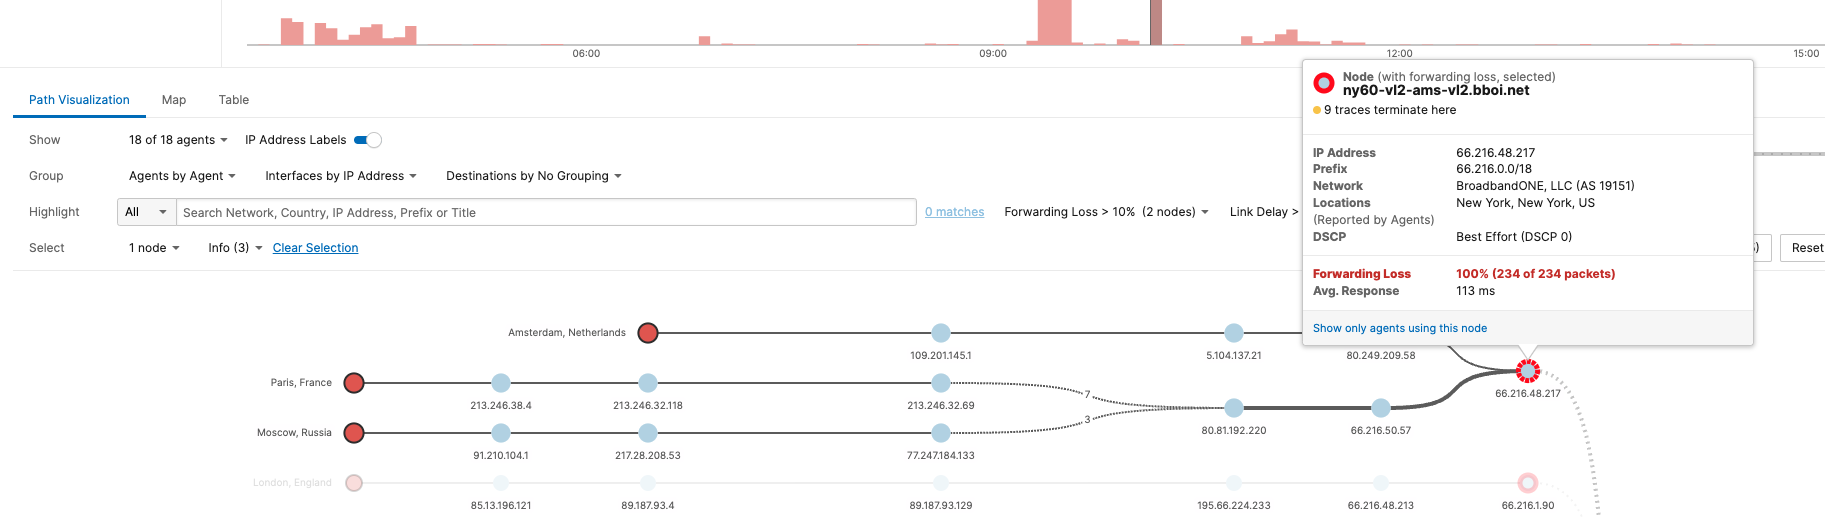 06:00
09:00
12:00
15:00
Path Visualization
Map
Table
Show
18 of 18 agents
IP Address Labels
Group
Agents by Agent
Interfaces by IP Address
Destinations by No Grouping
Highlight
All
Search Network, Country, IP Address, Prefix or Title
0 matches
Forwarding Loss > 10% (2 nodes)
Link Delay >
Select
1 node
Info (3)
Clear Selection
)
Reset
Node (with forwarding loss, selected)
ny60-vl2-ams-vl2.bboi.net
9 traces terminate here
IP Address 66.216.48.217
Prefix 66.216.0.0/18
Network BroadbandONE, LLC (AS 19151)
Locations New York, New York, US
(Reported by Agents)
DSCP Best Effort (DSCP 0)
Forwarding Loss 100% (234 of 234 packets)
Avg. Response 113 ms
Show only agents using this node
Amsterdam, Netherlands
109.201.145.1
5.104.137.21
80.249.209.58
66.216.48.217
Paris, France
213.246.38.4
213.246.32.118
213.246.32.69
7
3
80.81.192.220
66.216.50.57
Moscow, Russia
91.210.104.1
217.28.208.53
77.247.184.133
London, England
85.13.196.121
89.187.93.4
89.187.93.129
195.66.224.233
66.216.48.213
66.216.1.90